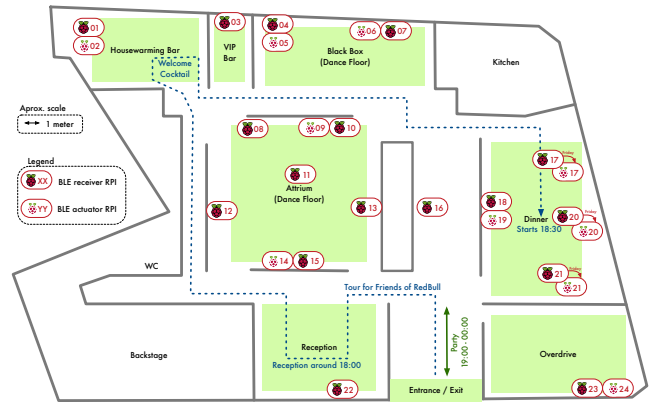 01
02
Housewarming Bar
Welcome
Cocktail
03
VIP
Bar
04
05
06
07
Black Box
(Dance Floor)
Kitchen
Aprox. scale
1 meter
Legend
XX
BLE receiver RPI
YY
BLE actuator RPI
08
09
10
11
Attrium
(Dance Floor)
12
13
14
15
16
Friday
17
17
18
19
Dinner
Starts 18:30
Friday
20
20
Friday
21
21
WC
Tour for Friends of RedBull
Backstage
Reception
Reception around 18:00
22
Party
19:00 - 00:00
Entrance / Exit
Overdrive
23
24